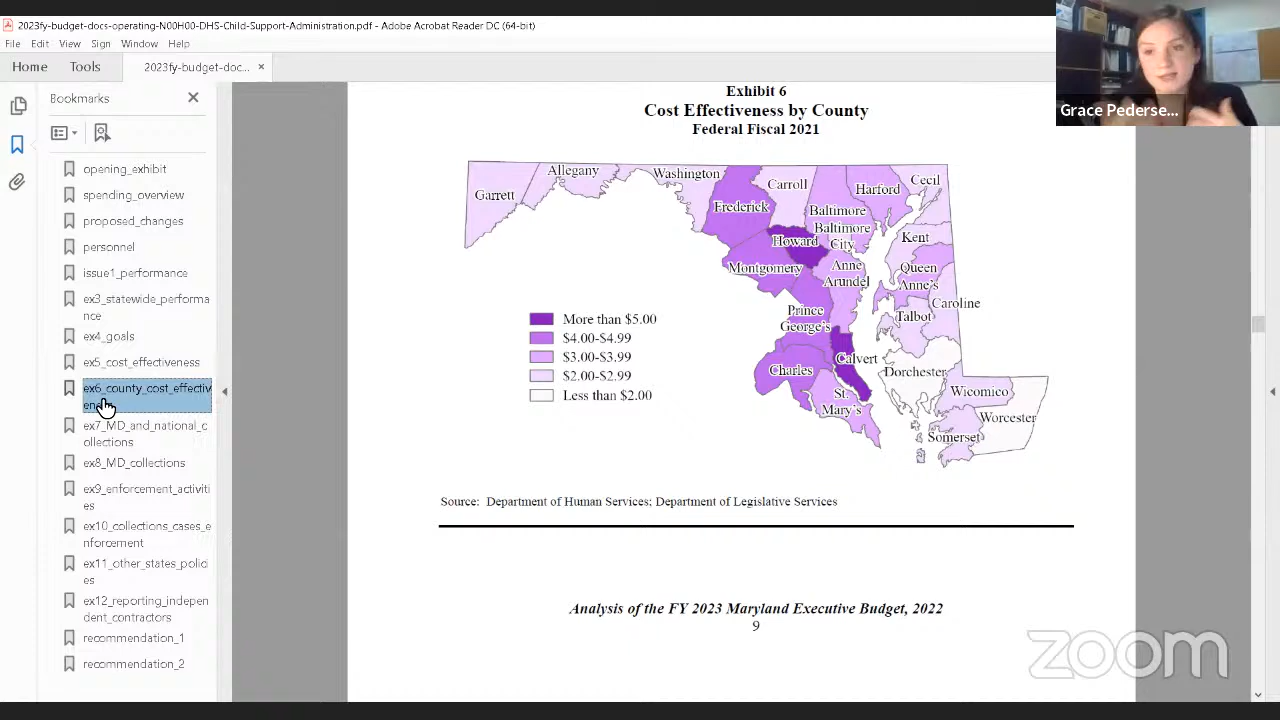 2023fy-budget-docs-operating-N00H00-DHS-Child-Support-Administration.pdf - Adobe Acrobat Reader DC (64-bit)
File Edit View Sign Window Help
Home Tools 2023fy-budget-doc... ×
Bookmarks
opening_exhibit
spending_overview
proposed_changes
personnel
issue1_performance
ex3_statewide_performa
nce
ex4_goals
ex5_cost_effectiveness
ex6_county_cost_effectiv
ex7_MD_and_national_c
ollections
ex8_MD_collections
ex9_enforcement_activiti
es
ex10_collections_cases_e
nforcement
ex11_other_states_polici
es
ex12_reporting_indepen
dent_contractors
recommendation_1
recommendation_2
Exhibit 6
Cost Effectiveness by County
Federal Fiscal 2021
Garrett
Allegany
Washington
Frederick
Carroll
Baltimore
Harford
Cecil
Baltimore
City
Howard
Kent
Montgomery
Anne
Arundel
Queen
Anne's
Prince
George's
Talbot
Caroline
Calvert
Charles
Dorchester
St.
Mary's
Wicomico
Worcester
Somerset
More than $5.00
$4.00-$4.99
$3.00-$3.99
$2.00-$2.99
Less than $2.00
Source: Department of Human Services; Department of Legislative Services
Analysis of the FY 2023 Maryland Executive Budget, 2022
9
Grace Pederse...
zoom